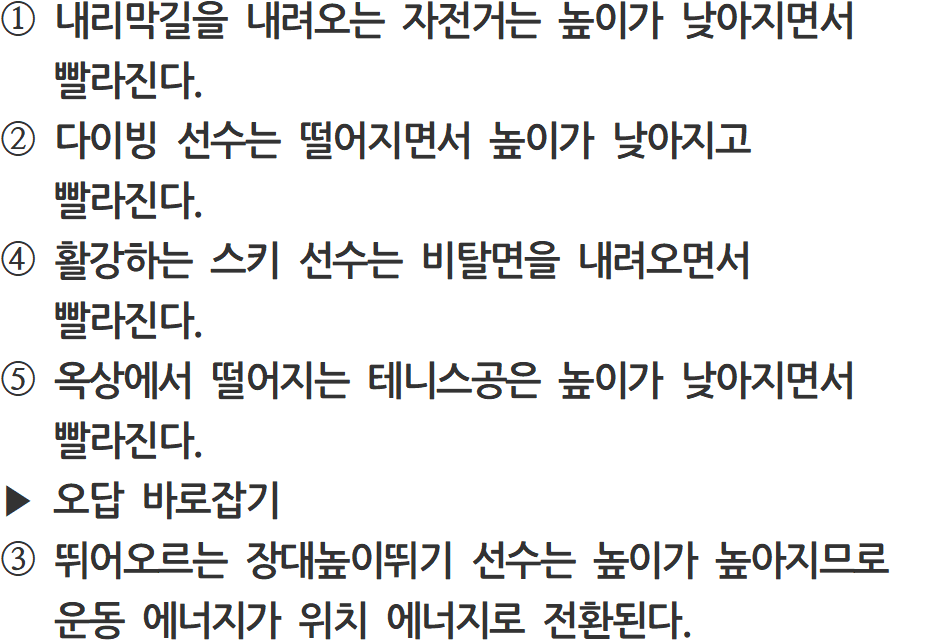 ① 내리막길을 내려오는 자전거는 높이가 낮아지면서
빨라진다.
② 다이빙 선수는 떨어지면서 높이가 낮아지고
빨라진다.
④ 활강하는 스키 선수는 비탈면을 내려오면서
빨라진다.
⑤ 옥상에서 떨어지는 테니스공은 높이가 낮아지면서
빨라진다.
▶ 오답 바로잡기
③ 뛰어오르는 장대높이뛰기 선수는 높이가 높아지므로
운동 에너지가 위치 에너지로 전환된다.